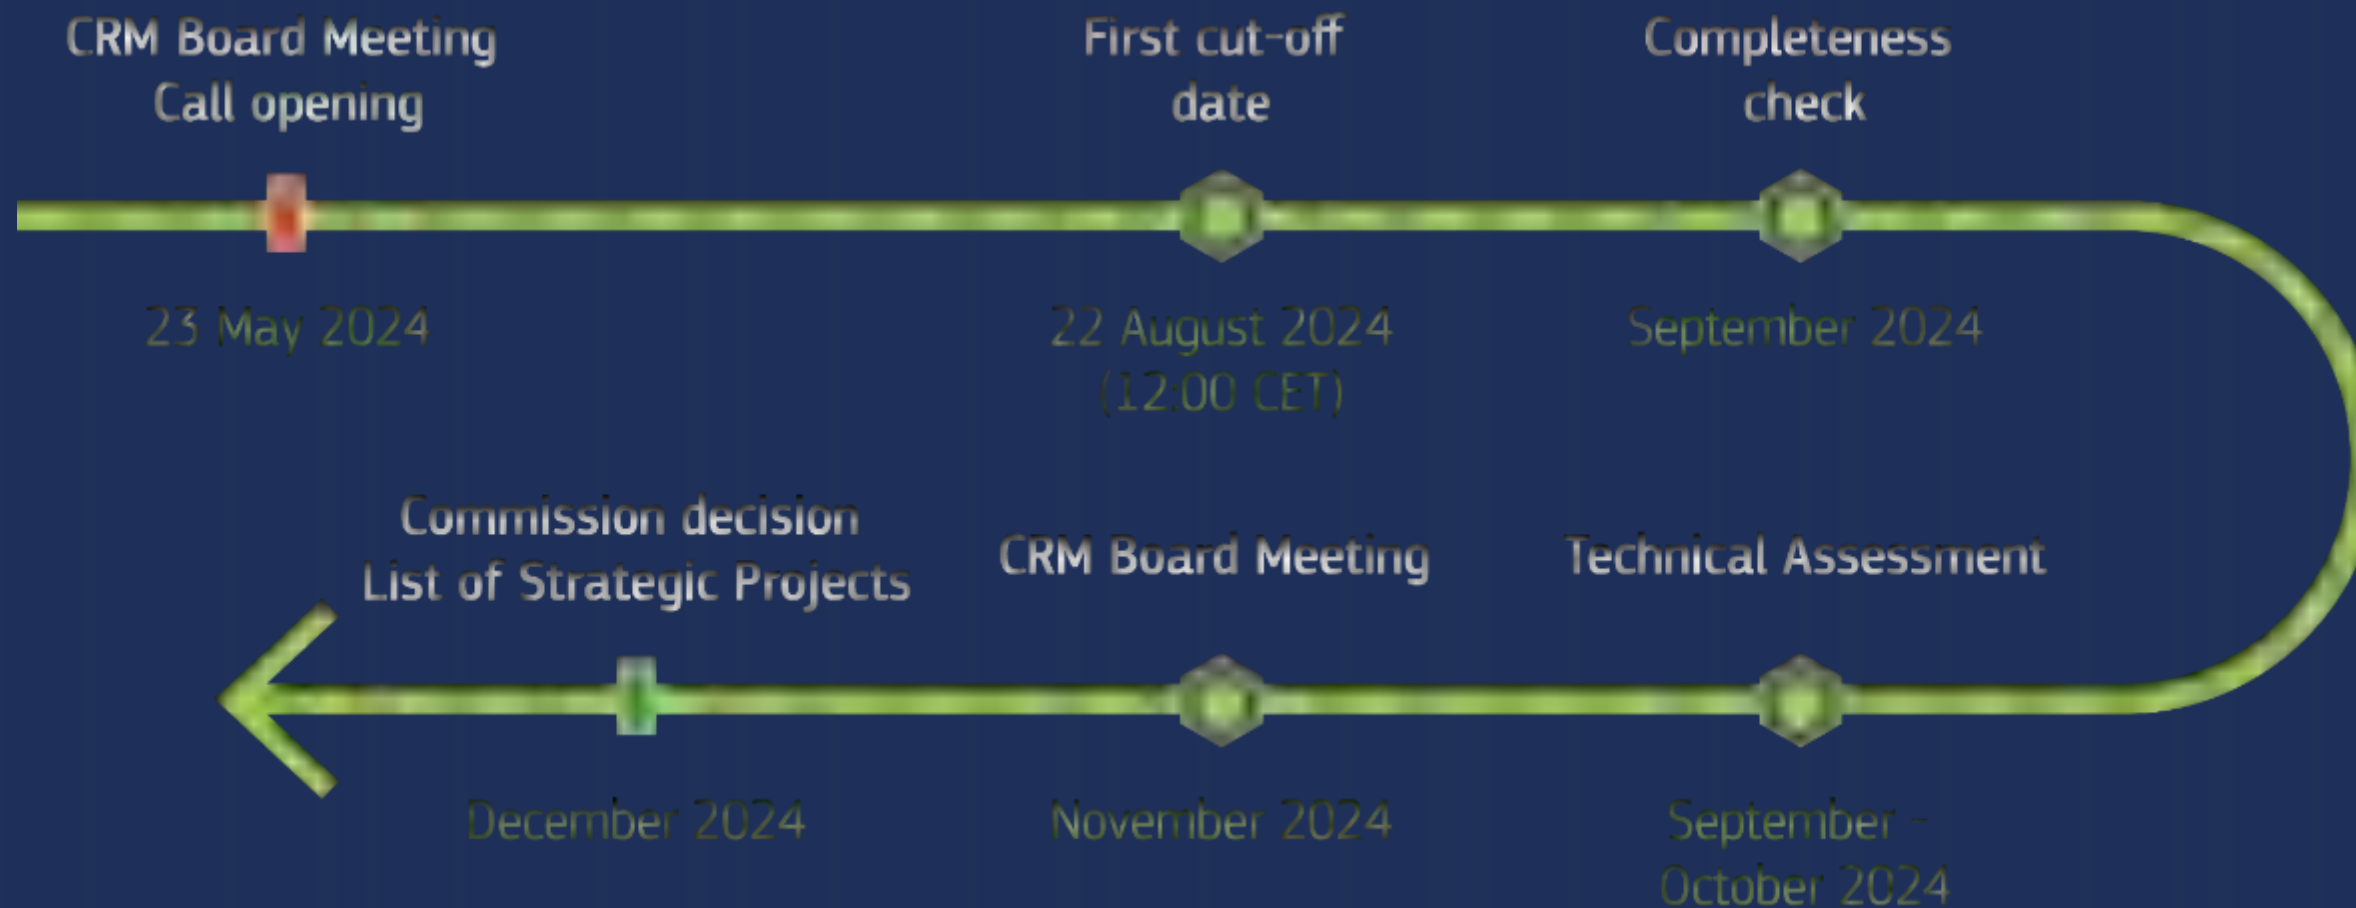 CRM Board Meeting
Call opening
23 May 2024
First cut-off
date
22 August 2024
(12:00 CET)
Completeness
check
September 2024
Technical Assessment
September -
October 2024
CRM Board Meeting
November 2024
Commission decision
List of Strategic Projects
December 2024